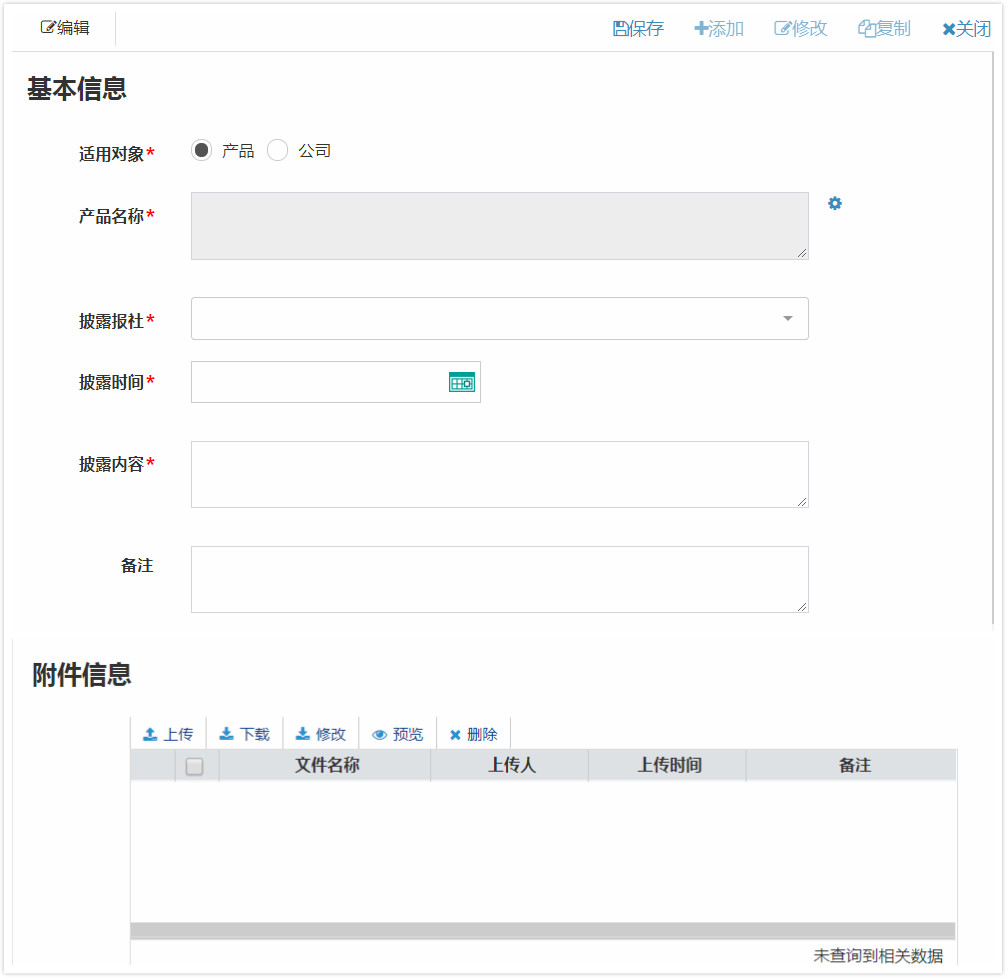 编辑 保存 添加 修改 复制 关闭
基本信息
适用对象* 产品 公司
产品名称*
披露报社*
披露时间*
披露内容*
备注
附件信息
上传 下载 修改 预览 删除
文件名称 上传人 上传时间 备注
未查询到相关数据